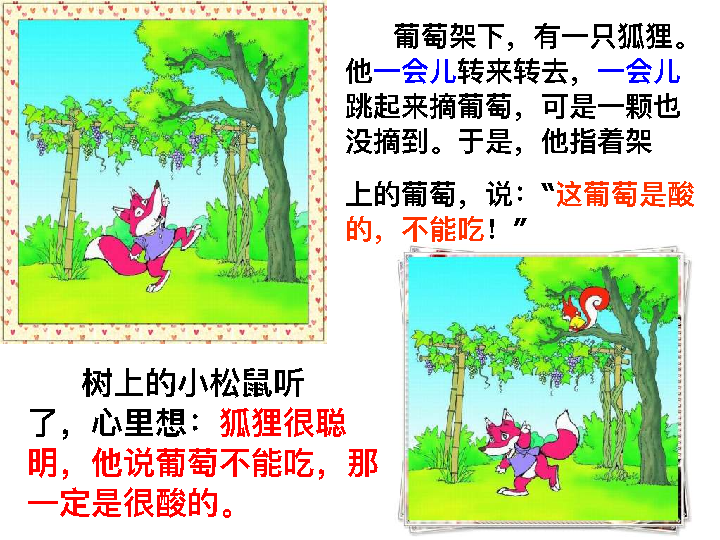 葡萄架下，有一只狐狸。
他一会儿转来转去，一会儿
跳起来摘葡萄，可是一颗也
没摘到。于是，他指着架
上的葡萄，说：“这葡萄是酸
的，不能吃！”
树上的小松鼠听
了，心里想：狐狸很聪
明，他说葡萄不能吃，那
一定是很酸的。